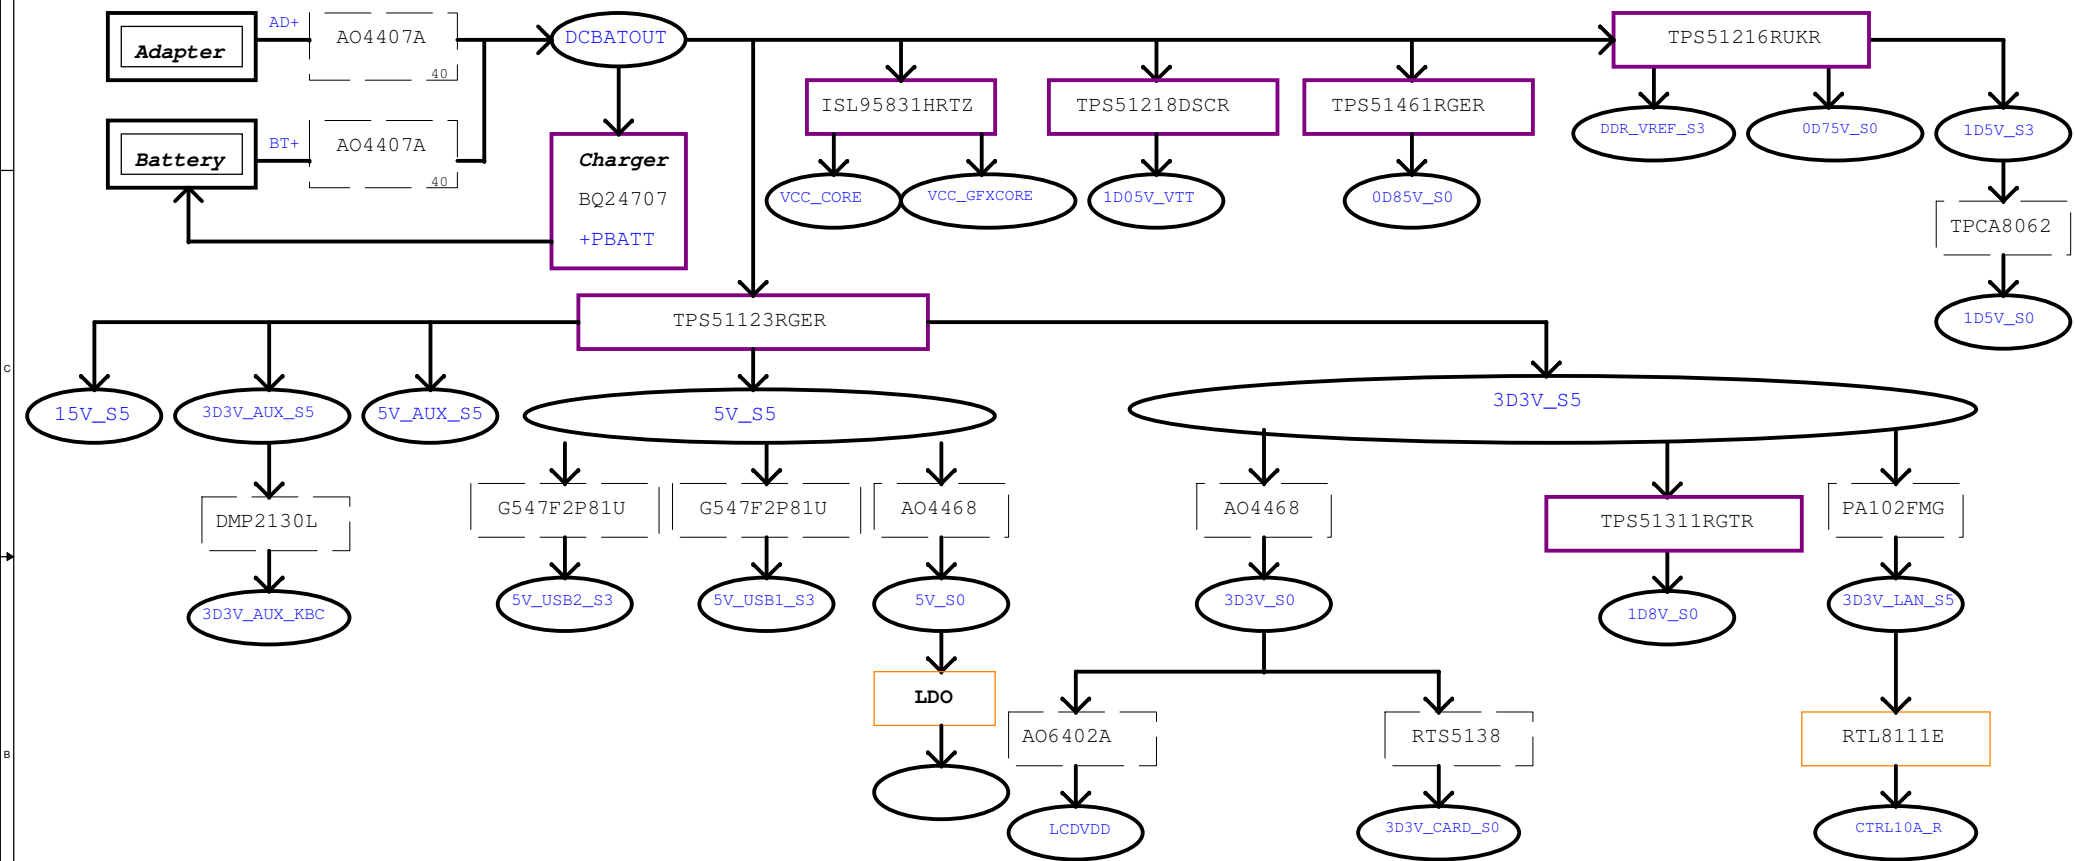 AD+
Adapter
AO4407A
40
DCBATOUT
TPS51216RUKR
BT+
Battery
AO4407A
40
Charger
BQ24707
+PBATT
ISL95831HRTZ
TPS51218DSCR
TPS51461RGER
DDR_VREF_S3
0D75V_S0
1D5V_S3
VCC_CORE
VCC_GFXCORE
1D05V_VTT
0D85V_S0
TPCA8062
1D5V_S0
TPS51123RGER
C
15V_S5
3D3V_AUX_S5
5V_AUX_S5
5V_S5
3D3V_S5
DMP2130L
G547F2P81U
G547F2P81U
AO4468
AO4468
TPS51311RGTR
PA102FMG
3D3V_AUX_KBC
5V_USB2_S3
5V_USB1_S3
5V_S0
3D3V_S0
1D8V_S0
3D3V_LAN_S5
LDO
AO6402A
RTS5138
RTL8111E
B
LCDVDD
3D3V_CARD_S0
CTRL10A_R